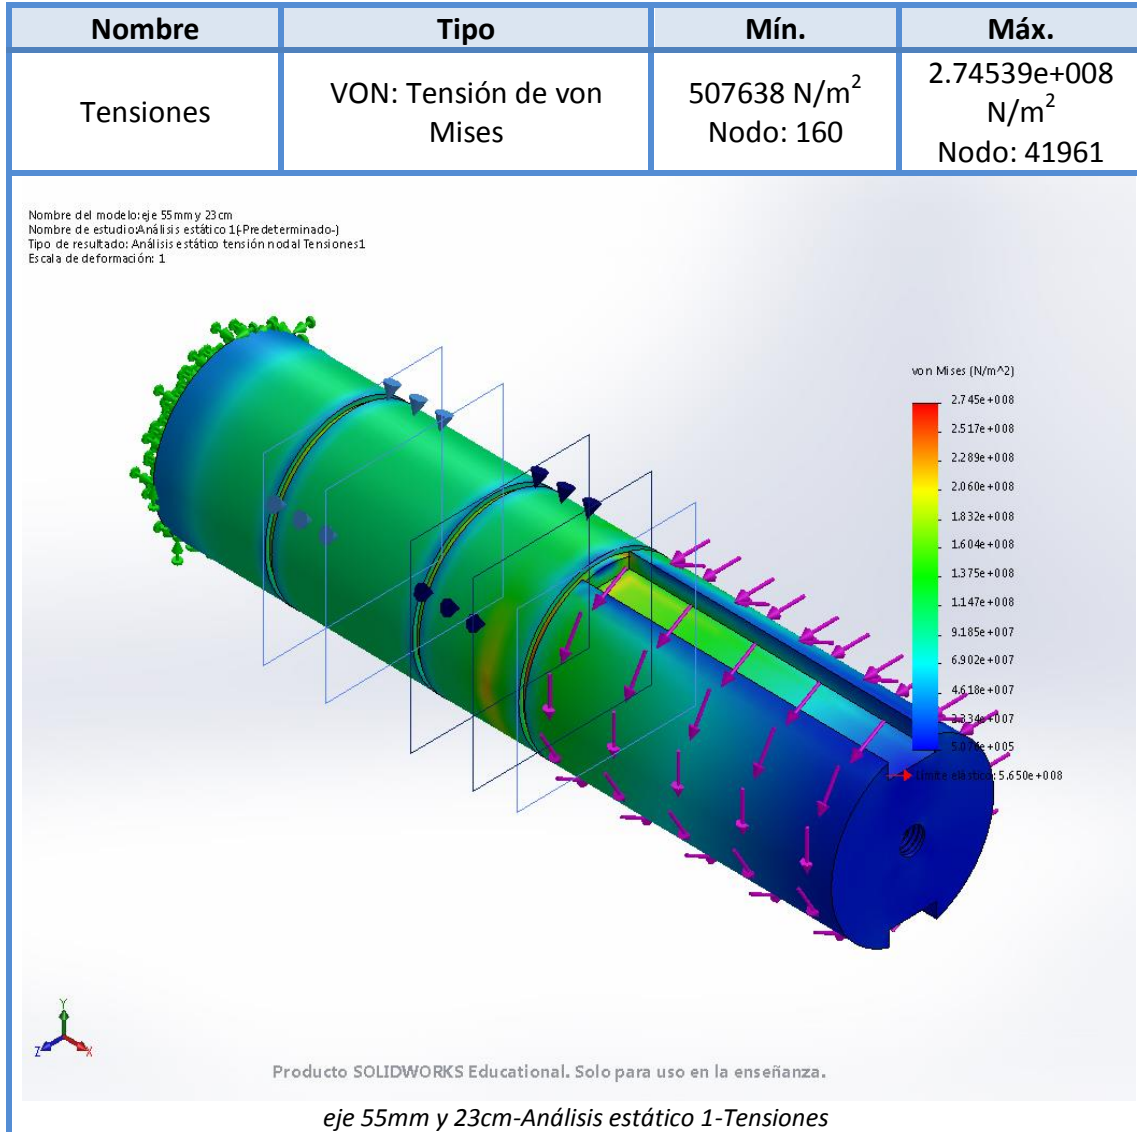 Nombre Tipo Mín. Máx.
Tensiones VON: Tensión de von Mises 507638 N/m² Nodo: 160 2.74539e+008 N/m² Nodo: 41961
Nombre del modelo:eje 55mm y 23cm
Nombre de estudio:Análisis estático 1(-Predeterminado-)
Tipo de resultado: Análisis estático tensión nodal Tensiones1
Escala de deformación: 1
von Mises (N/m^2)
2.745e+008
2.517e+008
2.289e+008
2.060e+008
1.832e+008
1.604e+008
1.375e+008
1.147e+008
9.185e+007
6.902e+007
4.618e+007
2.334e+007
5.076e+005
Límite elástico: 5.650e+008
Y
Z
X
Producto SOLIDWORKS Educational. Solo para uso en la enseñanza.
eje 55mm y 23cm-Análisis estático 1-Tensiones